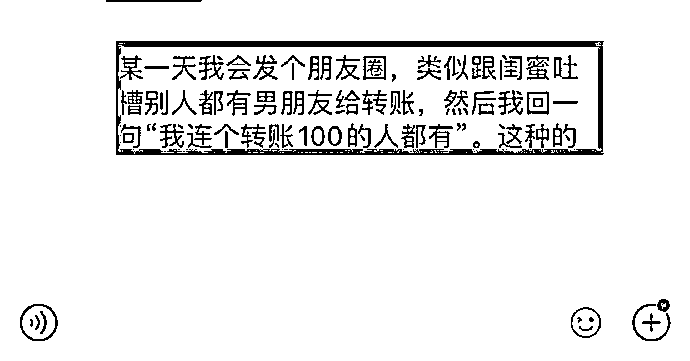 某一天我会发个朋友圈，类似跟闺蜜吐
槽别人都有男朋友给转账，然后我回一
句“我连个转账100的人都有”。这种的